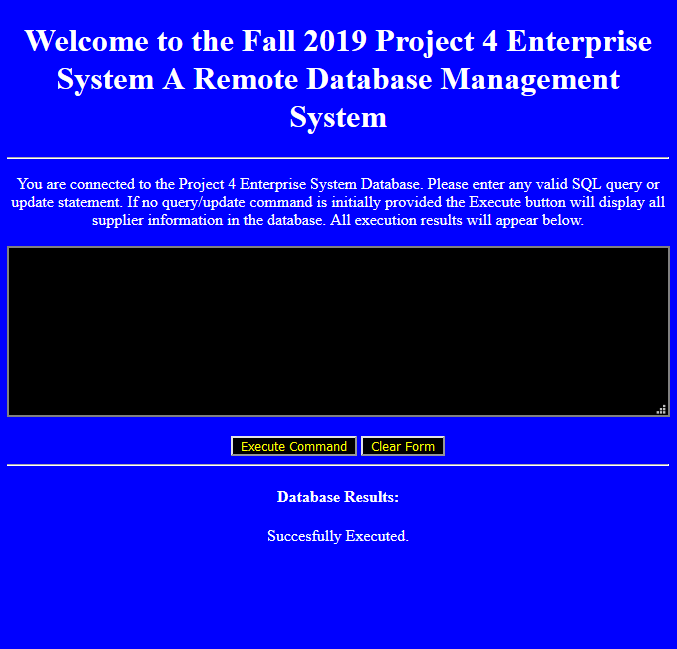 Welcome to the Fall 2019 Project 4 Enterprise
System A Remote Database Management
System
You are connected to the Project 4 Enterprise System Database. Please enter any valid SQL query or
update statement. If no query/update command is initially provided the Execute button will display all
supplier information in the database. All execution results will appear below.
Execute Command Clear Form
Database Results:
Succesfully Executed.